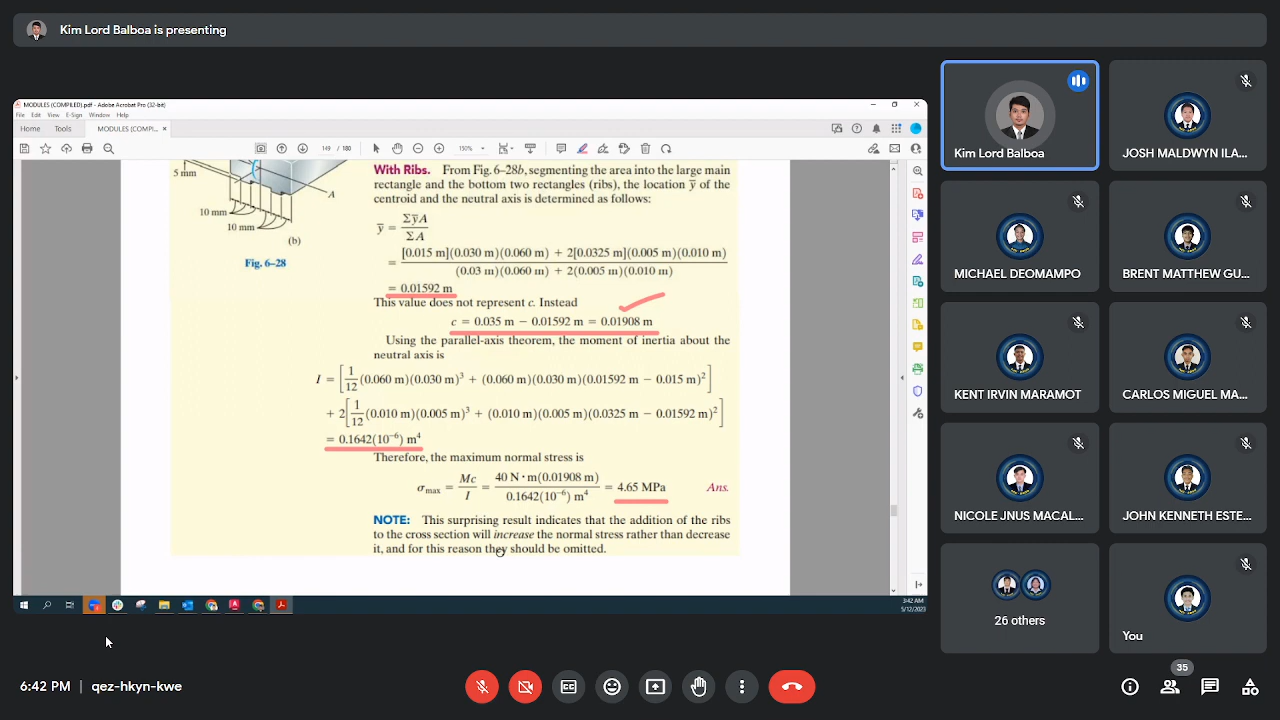 Kim Lord Balboa is presenting
MODULES (COMPILED).pdf - Adobe Acrobat Pro (32-bit)
File Edit View E-Sign Window Help
Home Tools MODULES (COMPI... ×
149 / 180 150%
5 mm
A
10 mm
10 mm
(b)
Fig. 6–28
With Ribs. From Fig. 6–28b, segmenting the area into the large main
rectangle and the bottom two rectangles (ribs), the location ȳ of the
centroid and the neutral axis is determined as follows:
ȳ = ΣȳA / ΣA
= [0.015 m](0.030 m)(0.060 m) + 2[0.0325 m](0.005 m)(0.010 m)
(0.03 m)(0.060 m) + 2(0.005 m)(0.010 m)
= 0.01592 m
This value does not represent c. Instead
c = 0.035 m − 0.01592 m = 0.01908 m
Using the parallel-axis theorem, the moment of inertia about the
neutral axis is
I = [1/12 (0.060 m)(0.030 m)³ + (0.060 m)(0.030 m)(0.01592 m − 0.015 m)²]
+ 2[1/12 (0.010 m)(0.005 m)³ + (0.010 m)(0.005 m)(0.0325 m − 0.01592 m)²]
= 0.1642(10⁻⁶) m⁴
Therefore, the maximum normal stress is
σmax = Mc / I = 40 N·m(0.01908 m) / 0.1642(10⁻⁶) m⁴ = 4.65 MPa Ans.
NOTE: This surprising result indicates that the addition of the ribs
to the cross section will increase the normal stress rather than decrease
it, and for this reason they should be omitted.
3:42 AM
5/12/2023
Kim Lord Balboa
JOSH MALDWYN ILA...
MICHAEL DEOMAMPO
BRENT MATTHEW GU...
KENT IRVIN MARAMOT
CARLOS MIGUEL MA...
NICOLE JNUS MACAL...
JOHN KENNETH ESTE...
26 others
You
6:42 PM | qez-hkyn-kwe
35